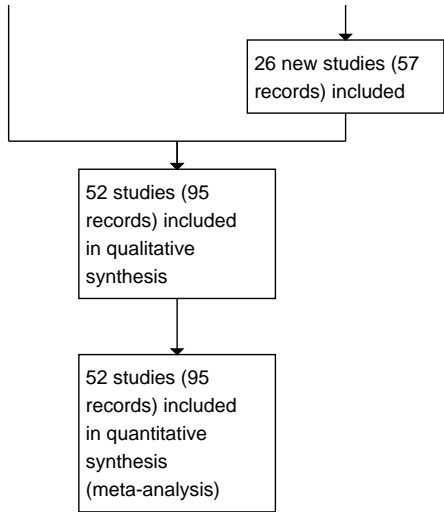 26 new studies (57
records) included
52 studies (95
records) included
in qualitative
synthesis
52 studies (95
records) included
in quantitative
synthesis
(meta-analysis)